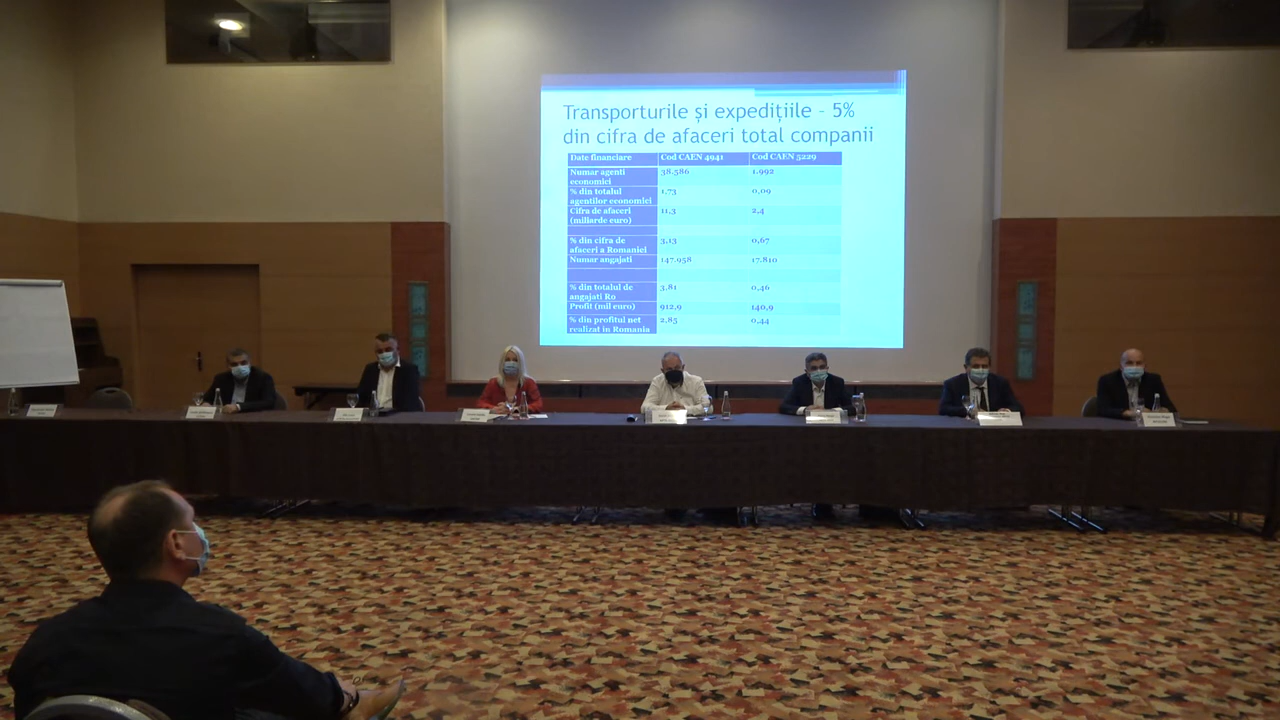 Transporturile și expedițiile - 5%
din cifra de afaceri total companii
Date financiare Cod CAEN 4941 Cod CAEN 5229
Numar agenti economici 38.586 1.992
% din totalul agentilor economici 1,73 0,09
Cifra de afaceri (miliarde euro) 11,3 2,4
% din cifra de afaceri a Romaniei 3,13 0,67
Numar angajati 147.958 17.810
% din totalul de angajati Ro 3,81 0,46
Profit (mil euro) 912,9 140,9
% din profitul net realizat in Romania 2,85 0,44